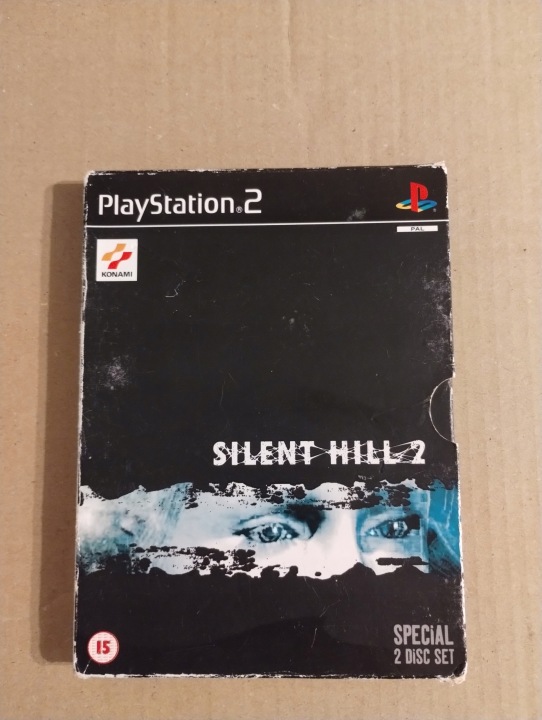 PlayStation®2
PAL
KONAMI
SILENT HILL 2
15
SPECiAL
2 DISC SET